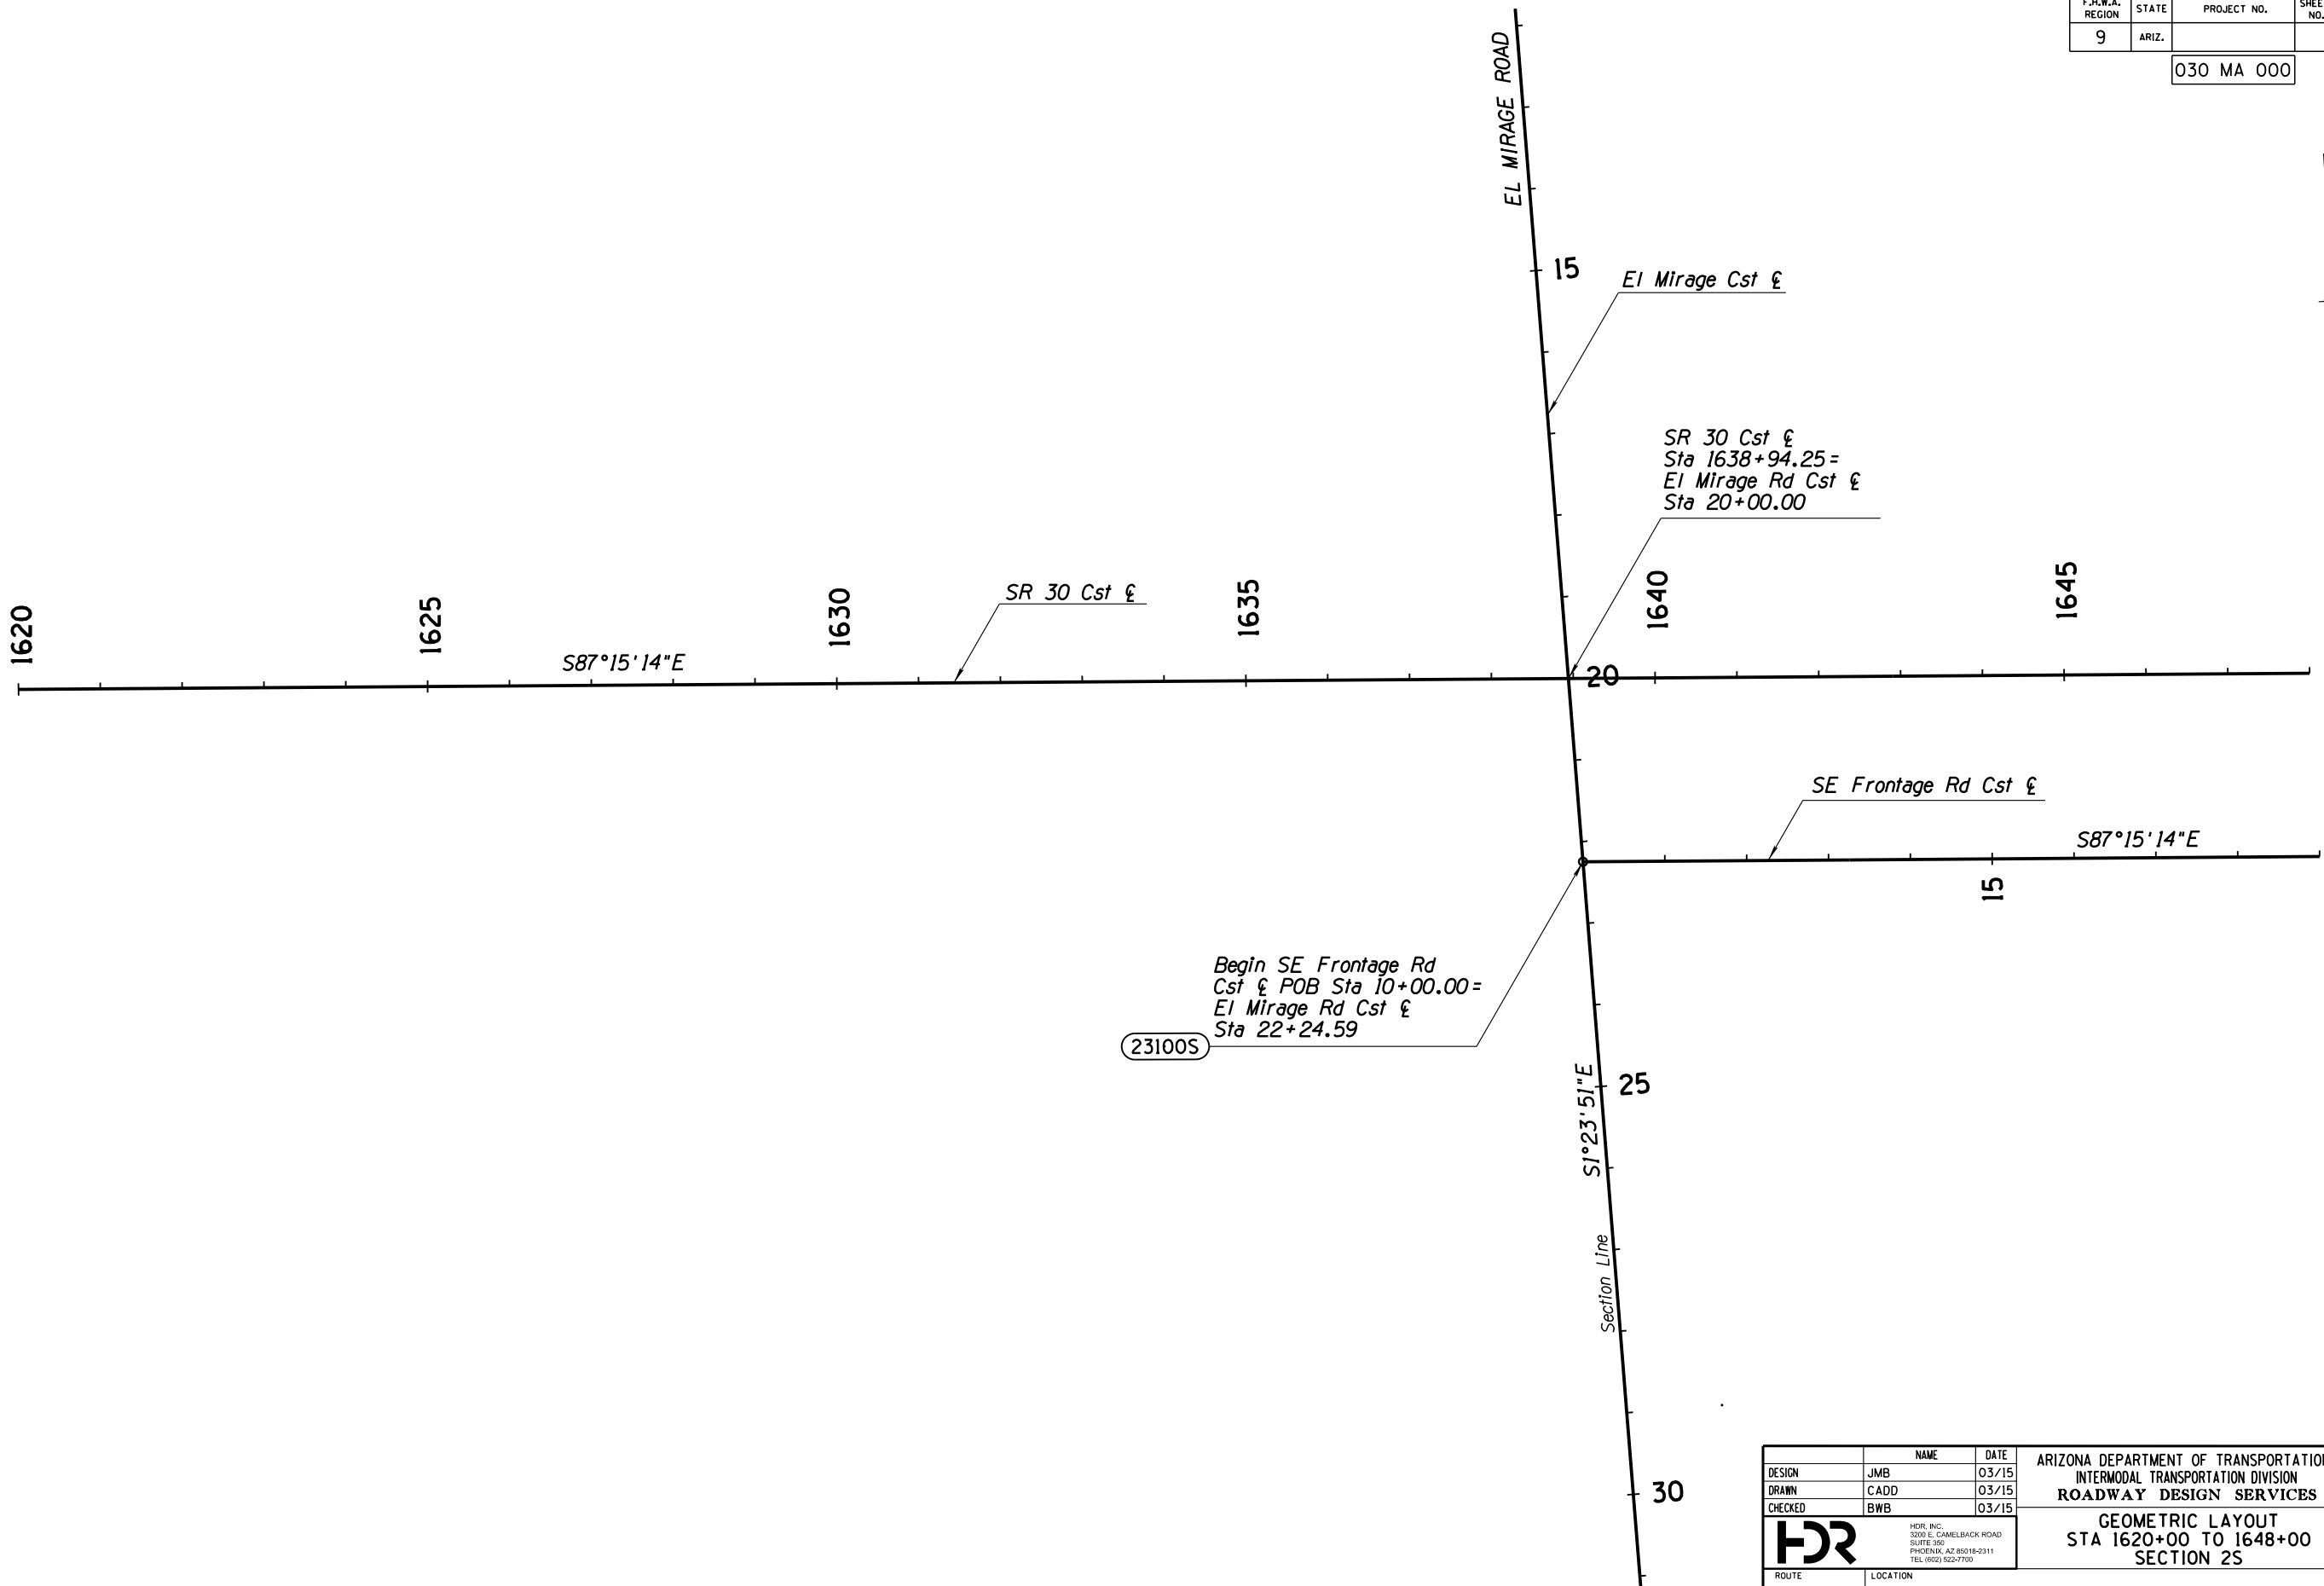 F.H.W.A. REGION STATE PROJECT NO. SHEET NO.
9 ARIZ.
030 MA 000
EL MIRAGE ROAD
15
El Mirage Cst ℄
SR 30 Cst ℄
Sta 1638+94.25=
El Mirage Rd Cst ℄
Sta 20+00.00
1620
1625
1630
SR 30 Cst ℄
1635
1640
1645
S87°15'14"E
20
SE Frontage Rd Cst ℄
S87°15'14"E
15
Begin SE Frontage Rd
Cst ℄ POB Sta 10+00.00=
El Mirage Rd Cst ℄
Sta 22+24.59
23100S
S1°23'51"E
25
Section Line
30
NAME DATE
DESIGN JMB 03/15
DRAWN CADD 03/15
CHECKED BWB 03/15
ARIZONA DEPARTMENT OF TRANSPORTATION
INTERMODAL TRANSPORTATION DIVISION
ROADWAY DESIGN SERVICES
HDR
HDR, INC.
3200 E. CAMELBACK ROAD
SUITE 350
PHOENIX, AZ 85018-2311
TEL (602) 522-7700
GEOMETRIC LAYOUT
STA 1620+00 TO 1648+00
SECTION 2S
ROUTE LOCATION